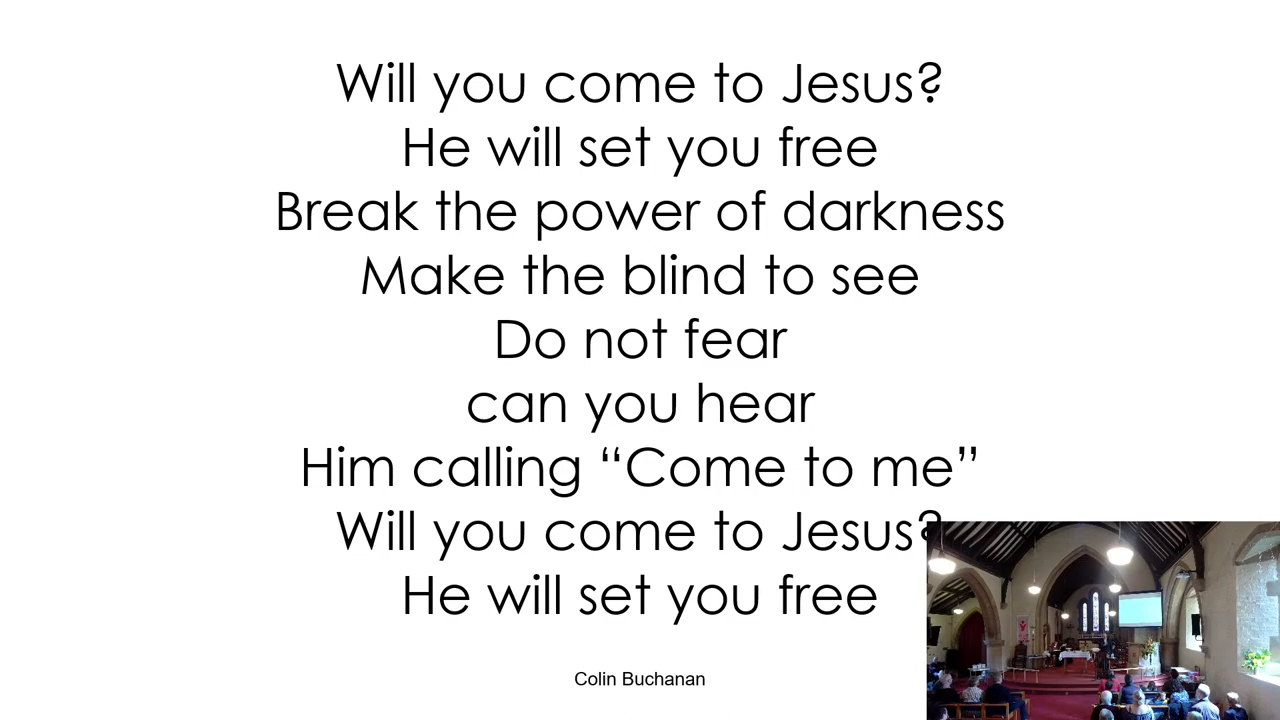 Will you come to Jesus?
He will set you free
Break the power of darkness
Make the blind to see
Do not fear
can you hear
Him calling “Come to me”
Will you come to Jesus?
He will set you free
Colin Buchanan